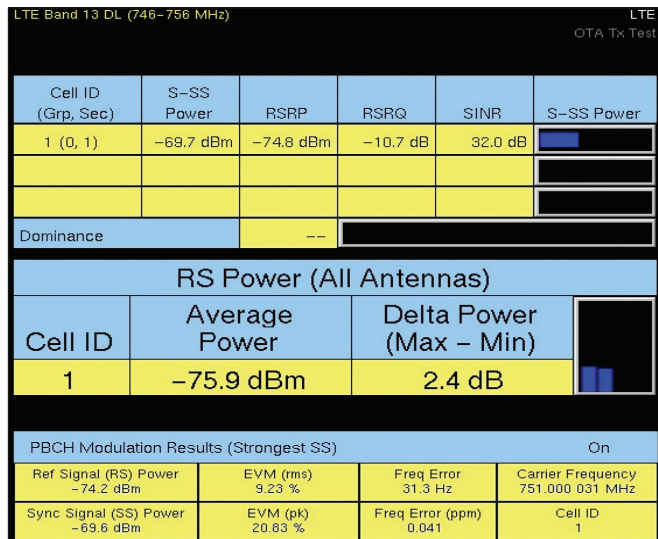 LTE Band 13 DL (746-756 MHz) LTE
OTA Tx Test
Cell ID (Grp, Sec) S-SS Power RSRP RSRQ SINR S-SS Power
1 (0, 1) -69.7 dBm -74.8 dBm -10.7 dB 32.0 dB
Dominance --
RS Power (All Antennas)
Cell ID Average Power Delta Power (Max - Min)
1 -75.9 dBm 2.4 dB
PBCH Modulation Results (Strongest SS) On
Ref Signal (RS) Power EVM (rms) Freq Error Carrier Frequency
-74.2 dBm 9.23 % 31.3 Hz 751.000 031 MHz
Sync Signal (SS) Power EVM (pk) Freq Error (ppm) Cell ID
-69.6 dBm 20.83 % 0.041 1